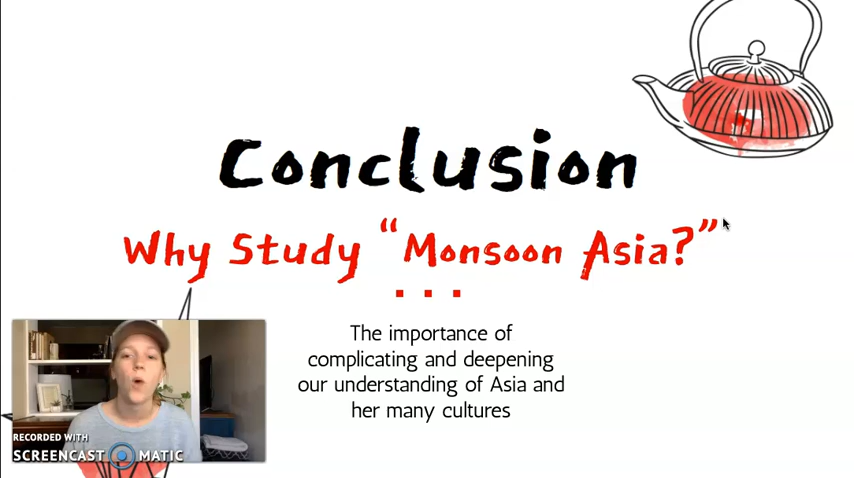 Conclusion
Why Study “Monsoon Asia?”
...
The importance of
complicating and deepening
our understanding of Asia and
her many cultures
RECORDED WITH
SCREENCAST MATIC